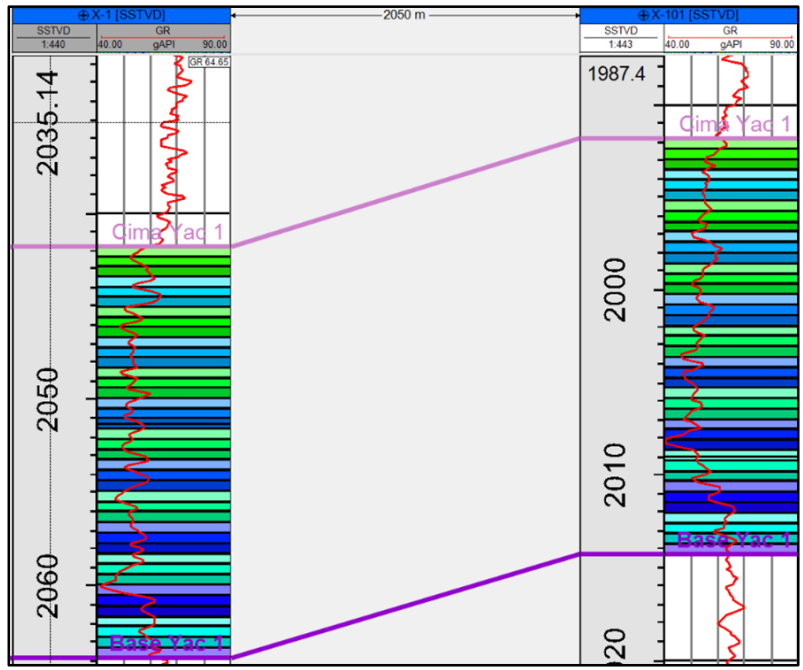 X-1 [SSTVD]
2050 m
X-101 [SSTVD]
SSTVD
1:440
GR
40.00 gAPI 90.00
SSTVD
1:443
GR
40.00 gAPI 90.00
GR 64.65
1987.4
2035.14
Cima Yac 1
Cima Yac 1
2000
2050
2010
Base Yac 1
2060
Base Yac 1
20